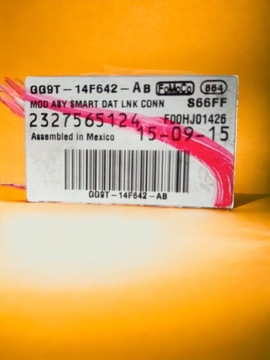 GG9T-14F642-AB FoMoCo 864
MOD ASY SMART DAT LNK CONN S66FF
2327565124 F00HJ01426
Assembled in Mexico 15-09-15
GG9T-14F642-AB